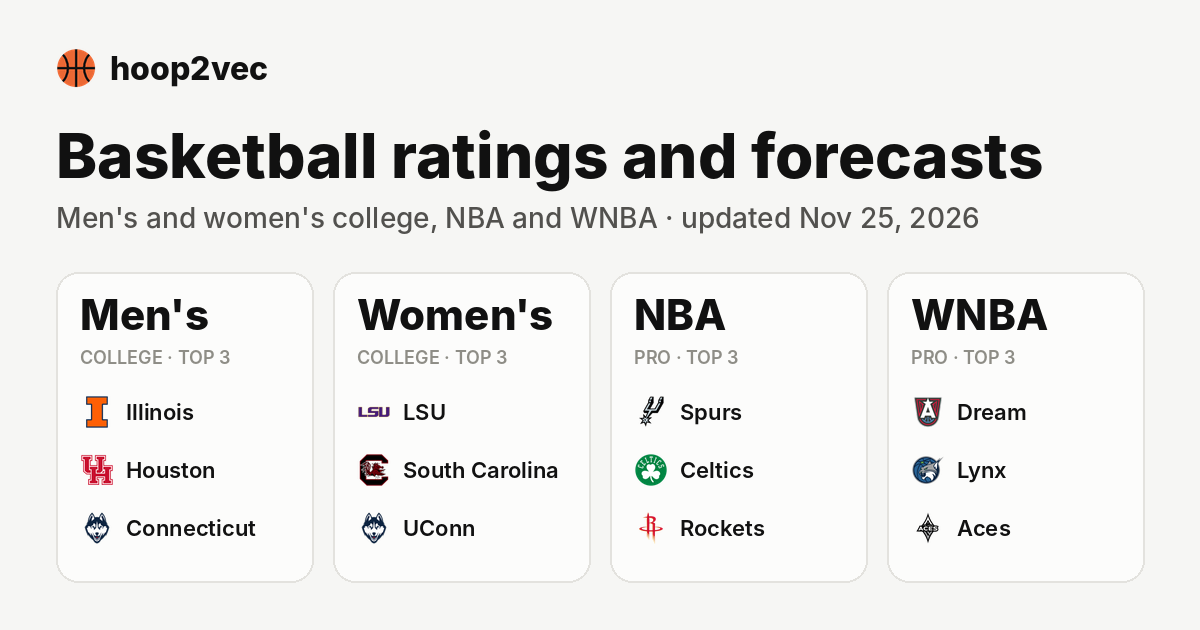 hoop2vec
Basketball ratings and forecasts
Men's and women's college, NBA and WNBA · updated Nov 25, 2026
Men's
COLLEGE · TOP 3
Illinois
Houston
Connecticut
Women's
COLLEGE · TOP 3
LSU LSU
South Carolina
UConn
NBA
PRO · TOP 3
Spurs
CELTICS Celtics
Rockets
WNBA
PRO · TOP 3
Dream
Lynx
ACES Aces